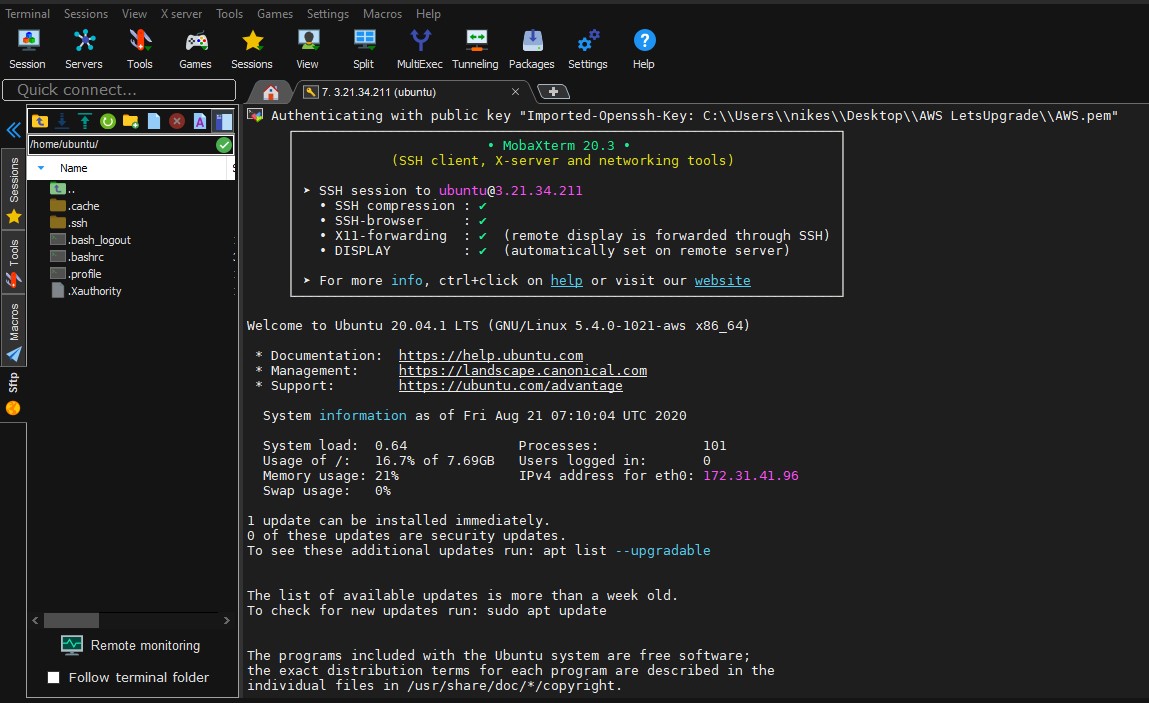 Terminal Sessions View X server Tools Games Settings Macros Help
Session Servers Tools Games Sessions View Split MultiExec Tunneling Packages Settings Help
Quick connect...
7. 3.21.34.211 (ubuntu)
/home/ubuntu/
Name
..
.cache
.ssh
.bash_logout
.bashrc
.profile
.Xauthority
Sessions
Tools
Macros
Sftp
Remote monitoring
Follow terminal folder
Authenticating with public key "Imported-Openssh-Key: C:\\Users\\nikes\\Desktop\\AWS LetsUpgrade\\AWS.pem"
• MobaXterm 20.3 •
(SSH client, X-server and networking tools)
➤ SSH session to ubuntu@3.21.34.211
• SSH compression : ✔
• SSH-browser : ✔
• X11-forwarding : ✔ (remote display is forwarded through SSH)
• DISPLAY : ✔ (automatically set on remote server)
➤ For more info, ctrl+click on help or visit our website
Welcome to Ubuntu 20.04.1 LTS (GNU/Linux 5.4.0-1021-aws x86_64)
* Documentation: https://help.ubuntu.com
* Management: https://landscape.canonical.com
* Support: https://ubuntu.com/advantage
System information as of Fri Aug 21 07:10:04 UTC 2020
System load: 0.64 Processes: 101
Usage of /: 16.7% of 7.69GB Users logged in: 0
Memory usage: 21% IPv4 address for eth0: 172.31.41.96
Swap usage: 0%
1 update can be installed immediately.
0 of these updates are security updates.
To see these additional updates run: apt list --upgradable
The list of available updates is more than a week old.
To check for new updates run: sudo apt update
The programs included with the Ubuntu system are free software;
the exact distribution terms for each program are described in the
individual files in /usr/share/doc/*/copyright.